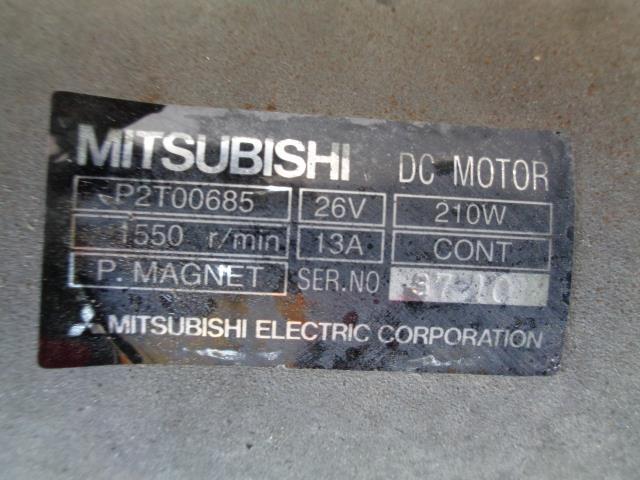 MITSUBISHI DC MOTOR
P2T00685 26V 210W
1550 r/min 13A CONT
P. MAGNET SER.NO
MITSUBISHI ELECTRIC CORPORATION